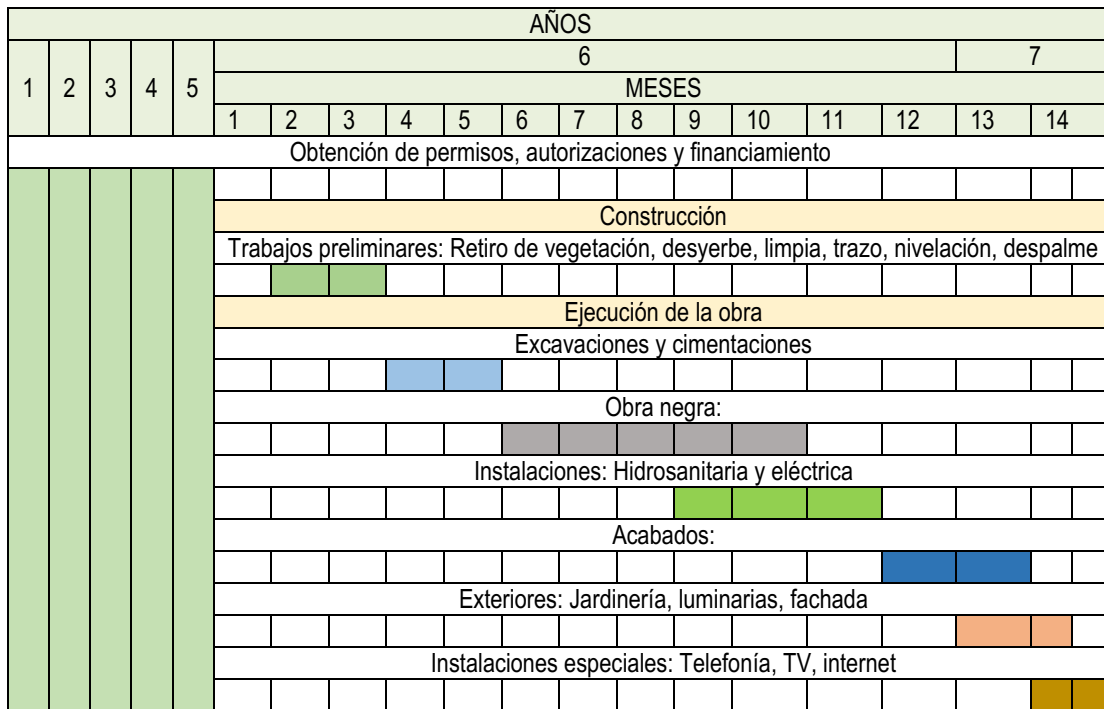 AÑOS
1 2 3 4 5 6 7
MESES
1 2 3 4 5 6 7 8 9 10 11 12 13 14
Obtención de permisos, autorizaciones y financiamiento
Construcción
Trabajos preliminares: Retiro de vegetación, desyerbe, limpia, trazo, nivelación, despalme
Ejecución de la obra
Excavaciones y cimentaciones
Obra negra:
Instalaciones: Hidrosanitaria y eléctrica
Acabados:
Exteriores: Jardinería, luminarias, fachada
Instalaciones especiales: Telefonía, TV, internet